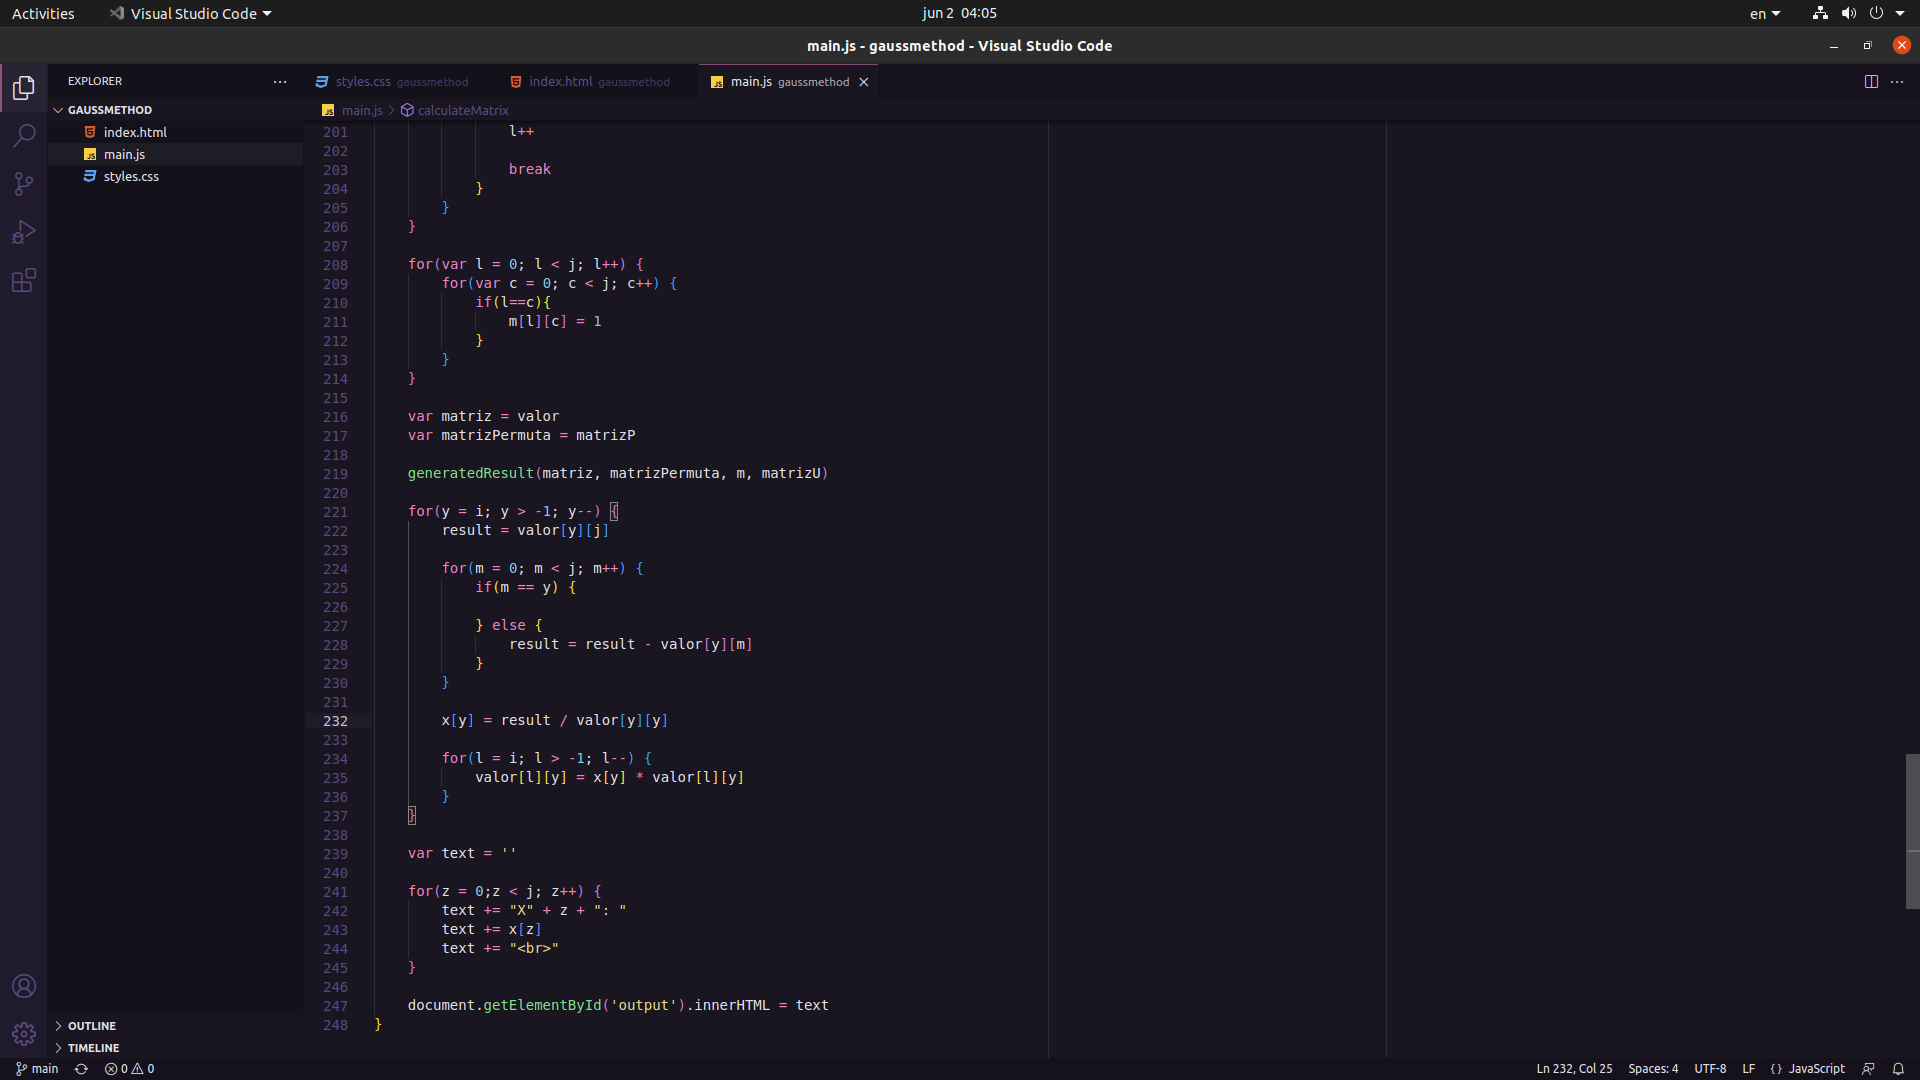 Activities Visual Studio Code jun 2 04:05 en
main.js - gaussmethod - Visual Studio Code
EXPLORER ··· styles.css gaussmethod index.html gaussmethod JS main.js gaussmethod ···
GAUSSMETHOD
index.html
JS main.js
styles.css
JS main.js > calculateMatrix
201 l++
202
203 break
204 }
205 }
206 }
207
208 for(var l = 0; l < j; l++) {
209 for(var c = 0; c < j; c++) {
210 if(l==c){
211 m[l][c] = 1
212 }
213 }
214 }
215
216 var matriz = valor
217 var matrizPermuta = matrizP
218
219 generatedResult(matriz, matrizPermuta, m, matrizU)
220
221 for(y = i; y > -1; y--) {
222 result = valor[y][j]
223
224 for(m = 0; m < j; m++) {
225 if(m == y) {
226
227 } else {
228 result = result - valor[y][m]
229 }
230 }
231
232 x[y] = result / valor[y][y]
233
234 for(l = i; l > -1; l--) {
235 valor[l][y] = x[y] * valor[l][y]
236 }
237 }
238
239 var text = ''
240
241 for(z = 0;z < j; z++) {
242 text += "X" + z + ": "
243 text += x[z]
244 text += "<br>"
245 }
246
247 document.getElementById('output').innerHTML = text
248 }
OUTLINE
TIMELINE
main 0 0 Ln 232, Col 25 Spaces: 4 UTF-8 LF {} JavaScript